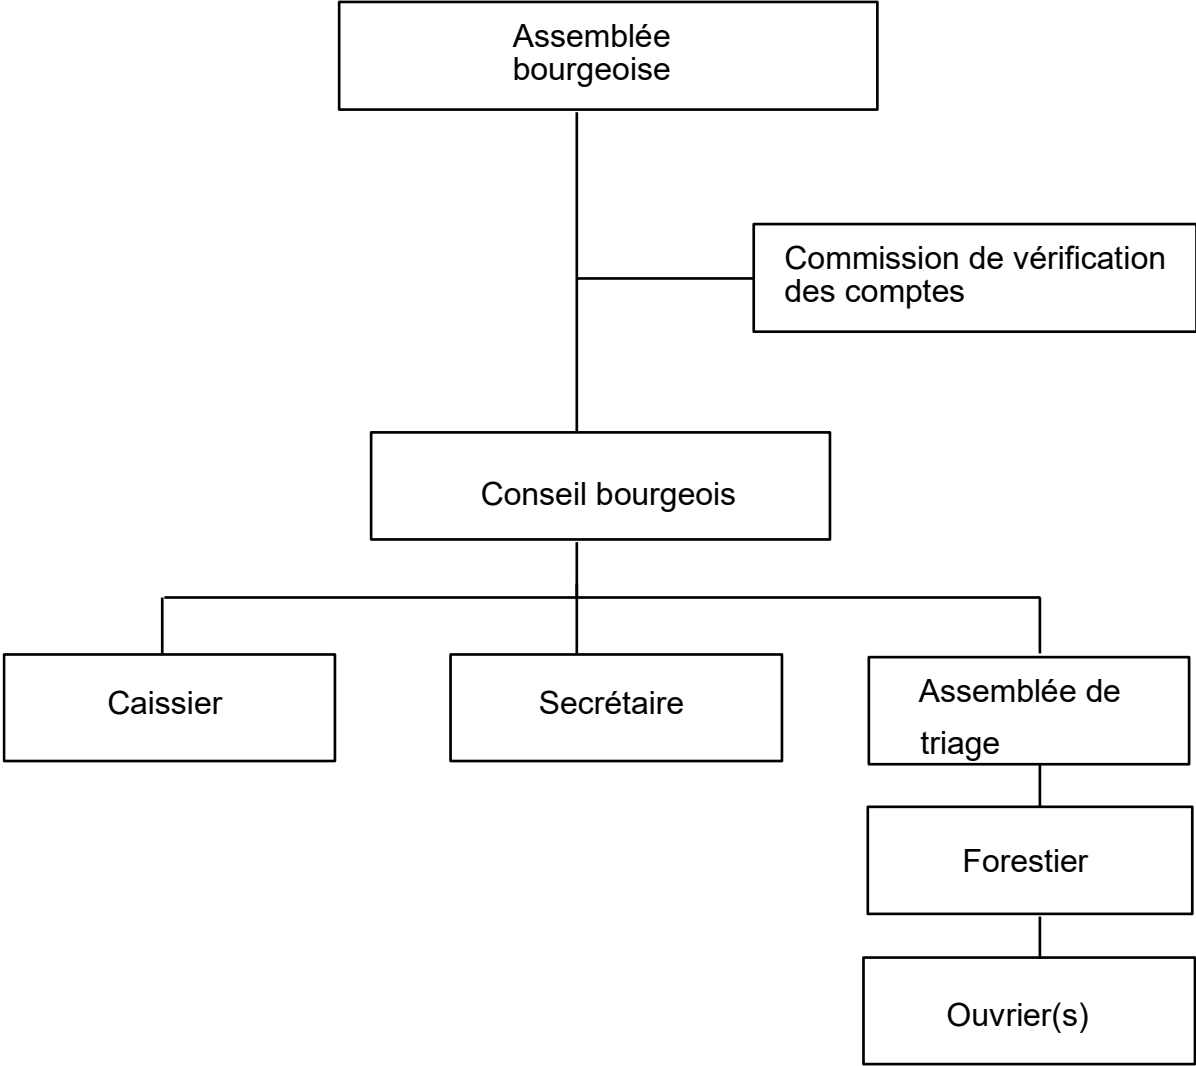 Assemblée
bourgeoise
Commission de vérification
des comptes
Conseil bourgeois
Caissier
Secrétaire
Assemblée de
triage
Forestier
Ouvrier(s)